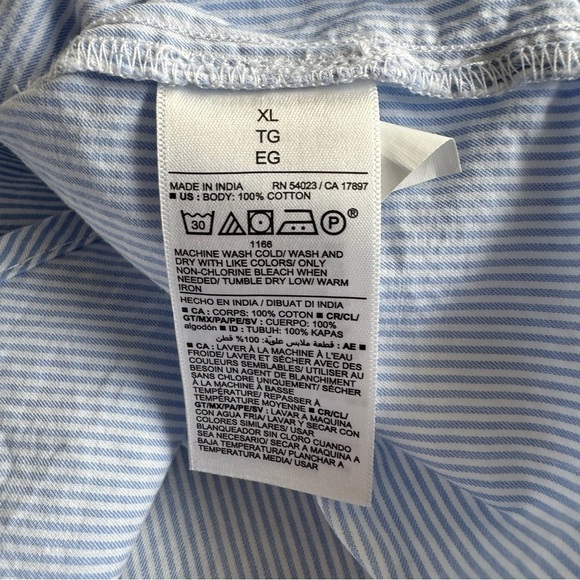 XL
TG
EG
MADE IN INDIA RN 54023 / CA 17897
■ US : BODY: 100% COTTON
30 P ®
1166
MACHINE WASH COLD/ WASH AND
DRY WITH LIKE COLORS/ ONLY
NON-CHLORINE BLEACH WHEN
NEEDED/ TUMBLE DRY LOW/ WARM
IRON
HECHO EN INDIA / DIBUAT DI INDIA
■ CA : CORPS: 100% COTON ■ CR/CL/
GT/MX/PA/PE/SV : CUERPO: 100%
algodón ■ ID : TUBUH: 100% KAPAS
■ AE : قطعة ملابس علوية: 100% قطن
■ CA : LAVER À LA MACHINE À L'EAU
FROIDE/ LAVER ET SÉCHER AVEC DES
COULEURS SEMBLABLES/ UTILISER AU
BESOIN UN AGENT DE BLANCHIMENT
SANS CHLORE UNIQUEMENT/ SÉCHER
À LA MACHINE À BASSE
TEMPÉRATURE/ REPASSER À
TEMPÉRATURE MOYENNE ■ CR/CL/
GT/MX/PA/PE/SV : LAVAR A MAQUINA
CON AGUA FRIA/ LAVAR Y SECAR CON
COLORES SIMILARES/ USAR
BLANQUEADOR SIN CLORO CUANDO
SEA NECESARIO/ SECAR A MAQUINA A
BAJA TEMPERATURA/ PLANCHAR A
TEMPERATURA MEDIA/ USAR